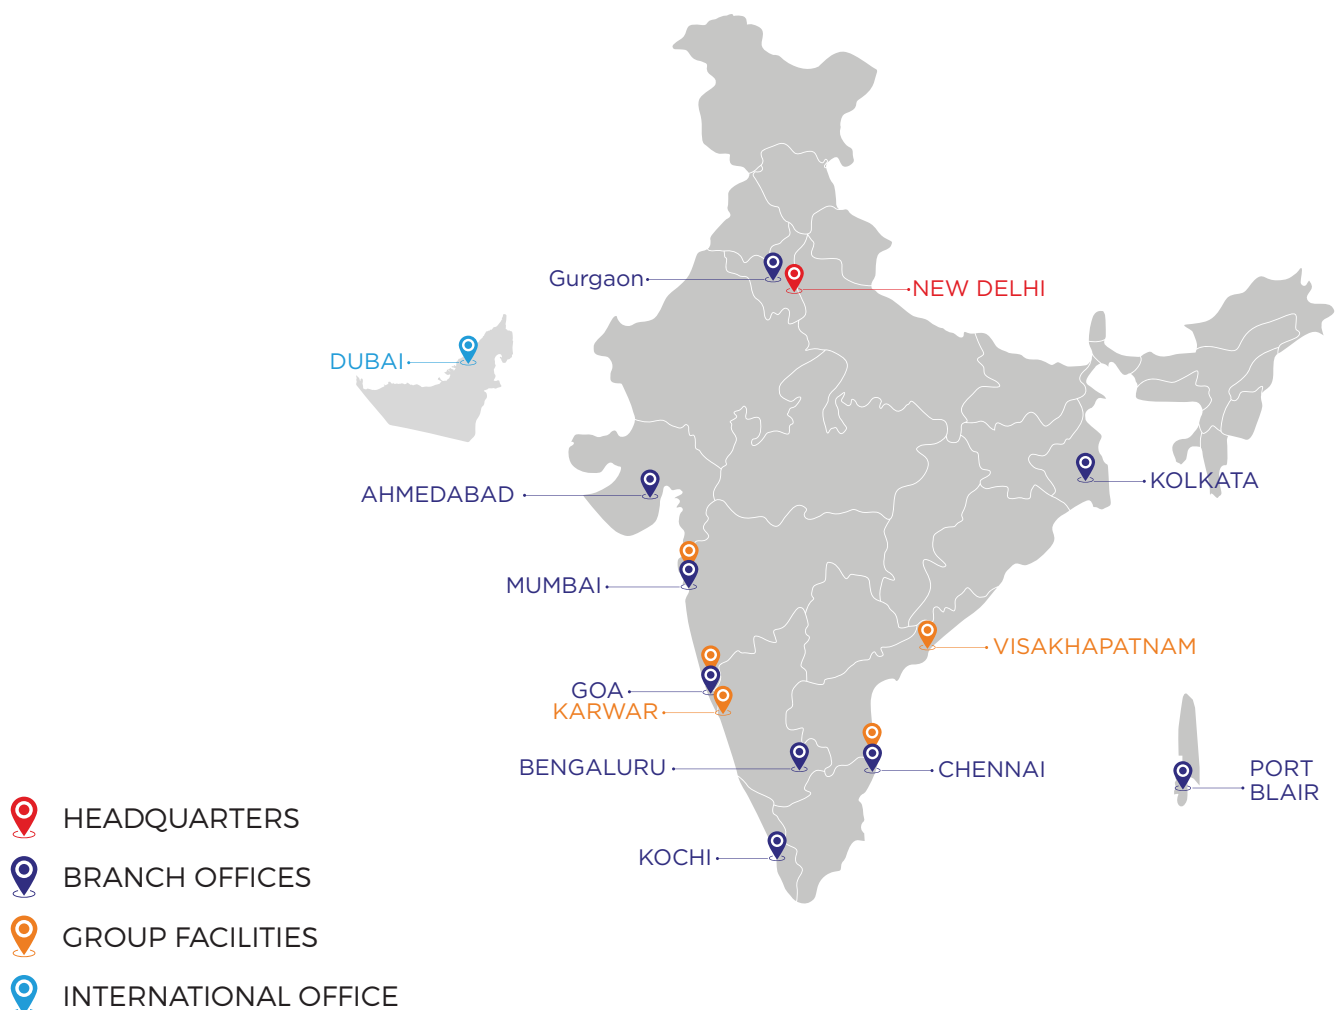 Gurgaon
NEW DELHI
DUBAI
KOLKATA
AHMEDABAD
MUMBAI
VISAKHAPATNAM
GOA
KARWAR
BENGALURU
CHENNAI
PORT
BLAIR
KOCHI
HEADQUARTERS
BRANCH OFFICES
GROUP FACILITIES
INTERNATIONAL OFFICE